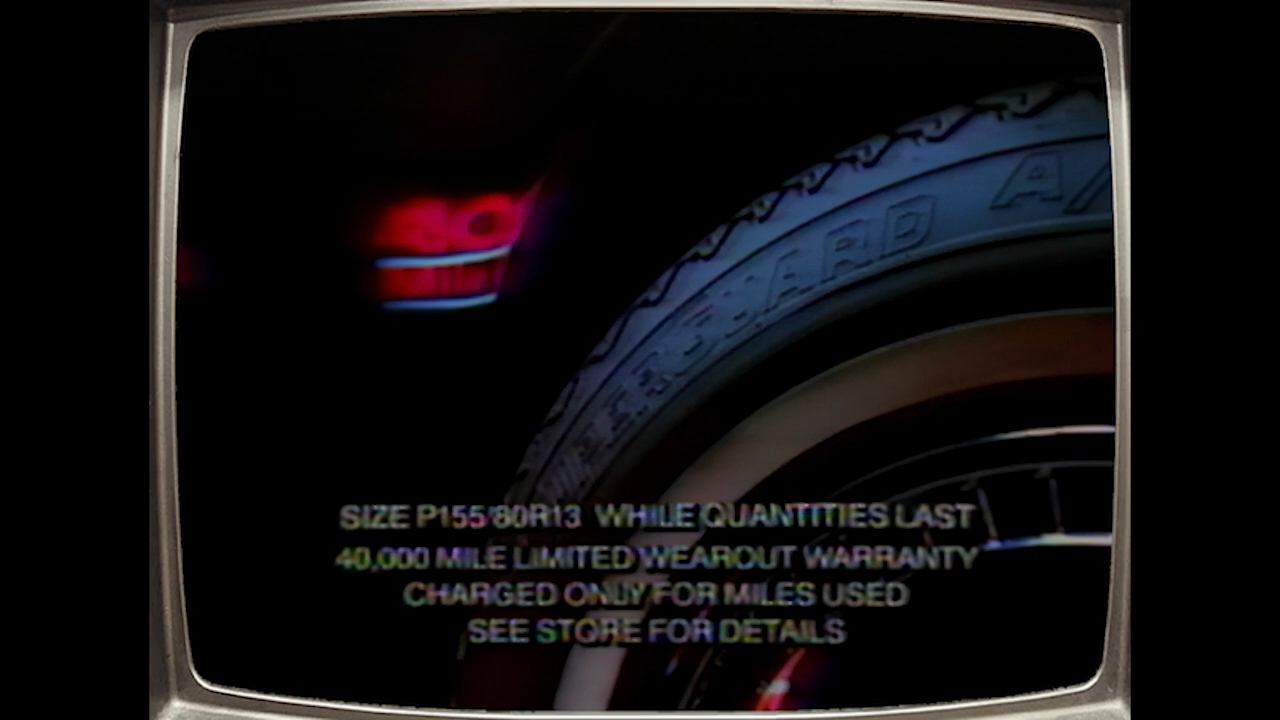 40
A/
SIZE P155/80R13 WHILE QUANTITIES LAST
40,000 MILE LIMITED WEAROUT WARRANTY
CHARGED ONLY FOR MILES USED
SEE STORE FOR DETAILS